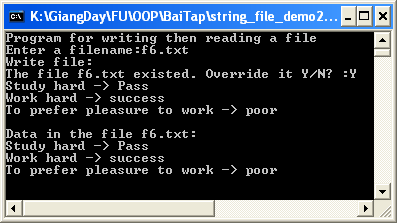 K:\GiangDay\FU\OOP\BaiTap\string_file_demo2...
Program for writing then reading a file
Enter a filename:f6.txt
Write file:
The file f6.txt existed. Override it Y/N? :Y
Study hard -> Pass
Work hard -> success
To prefer pleasure to work -> poor

Data in the file f6.txt:
Study hard -> Pass
Work hard -> success
To prefer pleasure to work -> poor